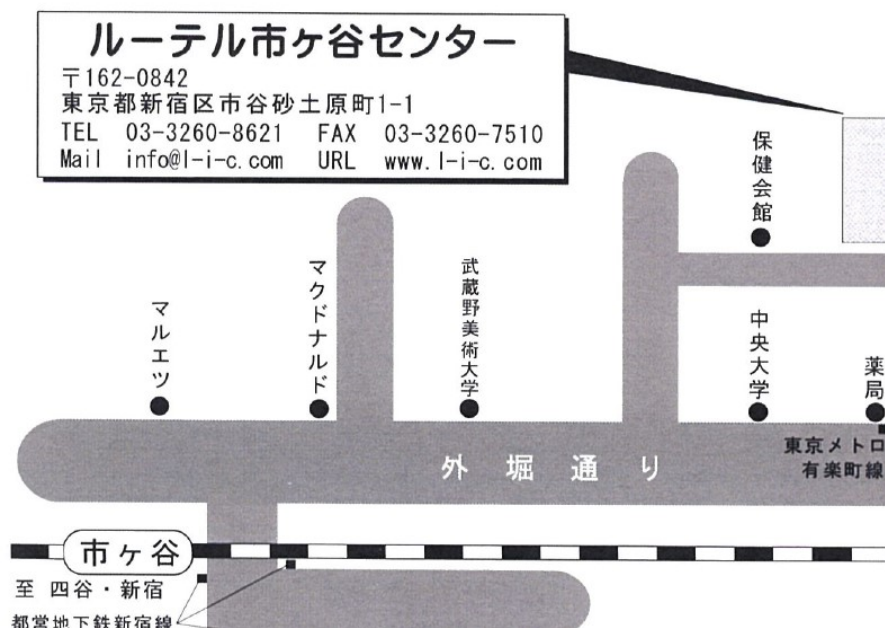 ルーテル市ヶ谷センター
〒162-0842
東京都新宿区市谷砂土原町1-1
TEL 03-3260-8621 FAX 03-3260-7510
Mail info@l-i-c.com URL www.l-i-c.com
保健会館
マルエツ
マクドナルド
武蔵野美術大学
中央大学
薬局
外堀通り
東京メトロ
有楽町線
市ヶ谷
至 四谷・新宿
都営地下鉄新宿線